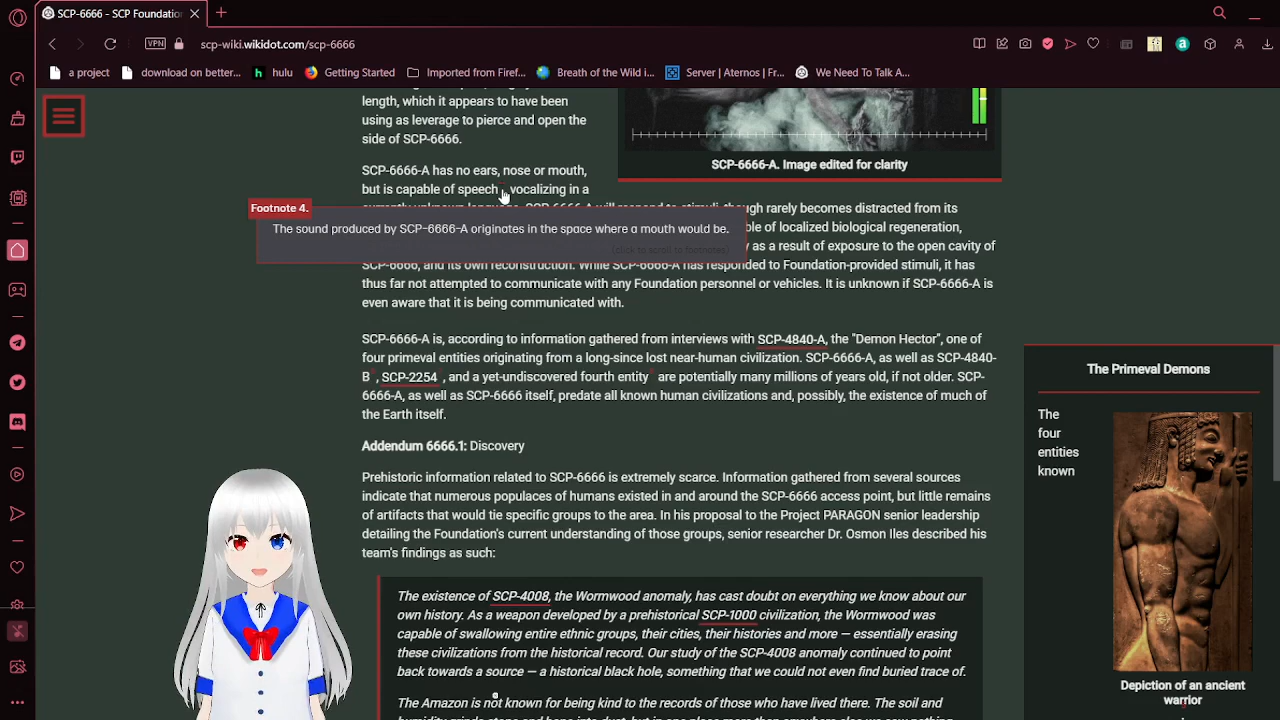 SCP-6666 - SCP Foundation
scp-wiki.wikidot.com/scp-6666
VPN
a project
download on better...
hulu
Getting Started
Imported from Firef...
Breath of the Wild i...
Server | Aternos | Fr...
We Need To Talk A...
length, which it appears to have been
using as leverage to pierce and open the
side of SCP-6666.
SCP-6666-A. Image edited for clarity
SCP-6666-A has no ears, nose or mouth,
but is capable of speech, vocalizing in a
Footnote 4.
The sound produced by SCP-6666-A originates in the space where a mouth would be.
(click to scroll to footnotes)
though rarely becomes distracted from its
of localized biological regeneration,
as a result of exposure to the open cavity of
SCP-6666, and its own reconstruction. While SCP-6666-A has responded to Foundation-provided stimuli, it has
thus far not attempted to communicate with any Foundation personnel or vehicles. It is unknown if SCP-6666-A is
even aware that it is being communicated with.
SCP-6666-A is, according to information gathered from interviews with SCP-4840-A, the "Demon Hector", one of
four primeval entities originating from a long-since lost near-human civilization. SCP-6666-A, as well as SCP-4840-
B, SCP-2254, and a yet-undiscovered fourth entity are potentially many millions of years old, if not older. SCP-
6666-A, as well as SCP-6666 itself, predate all known human civilizations and, possibly, the existence of much of
the Earth itself.
Addendum 6666.1: Discovery
Prehistoric information related to SCP-6666 is extremely scarce. Information gathered from several sources
indicate that numerous populaces of humans existed in and around the SCP-6666 access point, but little remains
of artifacts that would tie specific groups to the area. In his proposal to the Project PARAGON senior leadership
detailing the Foundation's current understanding of those groups, senior researcher Dr. Osmon Iles described his
team's findings as such:
The existence of SCP-4008, the Wormwood anomaly, has cast doubt on everything we know about our
own history. As a weapon developed by a prehistorical SCP-1000 civilization, the Wormwood was
capable of swallowing entire ethnic groups, their cities, their histories and more — essentially erasing
these civilizations from the historical record. Our study of the SCP-4008 anomaly continued to point
back towards a source — a historical black hole, something that we could not even find buried trace of.
The Amazon is not known for being kind to the records of those who have lived there. The soil and
The Primeval Demons
The
four
entities
known
Depiction of an ancient
warrior